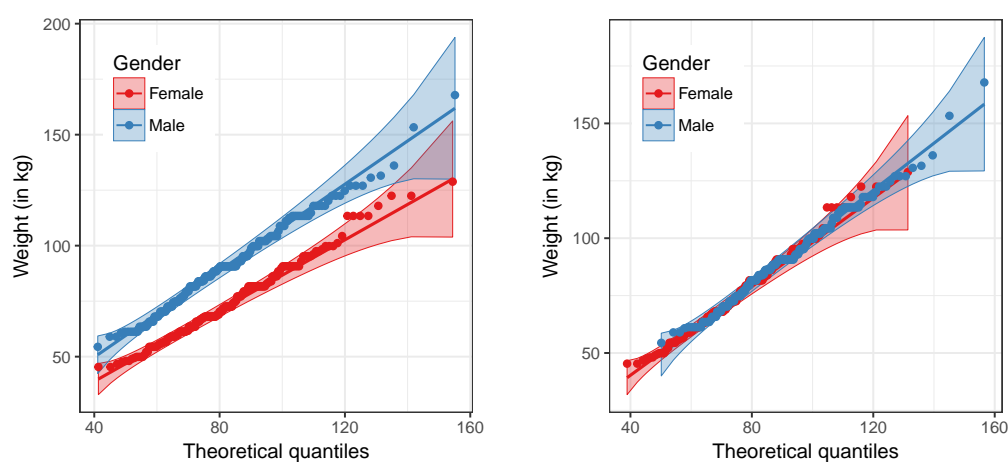 Gender
Female
Male
Weight (in kg)
200
150
100
50
40
80
120
160
Theoretical quantiles
Gender
Female
Male
Weight (in kg)
150
100
50
40
80
120
160
Theoretical quantiles